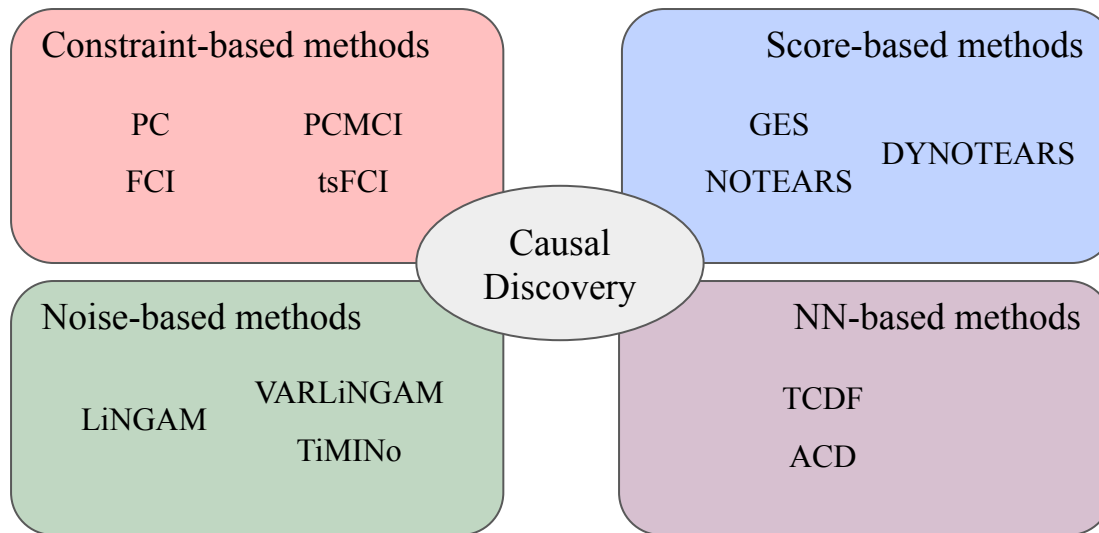 Constraint-based methods
PC
PCMCI
FCI
tsFCI
Score-based methods
GES
DYNOTEARS
NOTEARS
Causal
Discovery
Noise-based methods
VARLiNGAM
LiNGAM
TiMINo
NN-based methods
TCDF
ACD